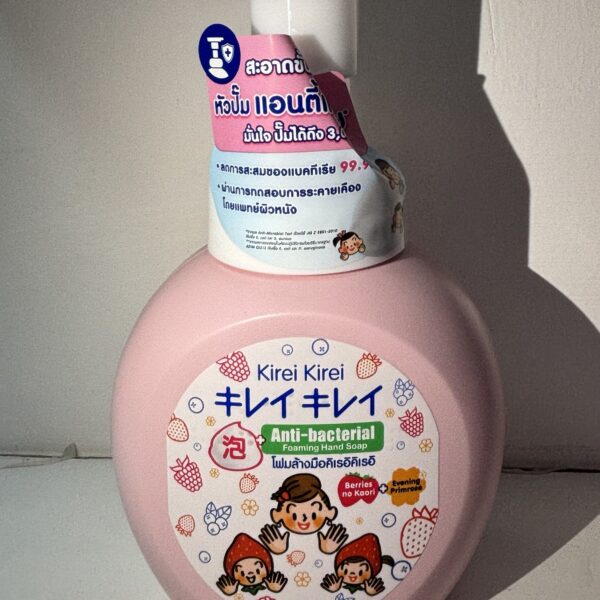 สะอาดขั้น
หัวปั๊ม แอนตี้
มั่นใจ ปั๊มได้ถึง 3,
• ลดการสะสมของแบคทีเรีย 99.9
• ผ่านการทดสอบการระคายเคือง
โดยแพทย์ผิวหนัง
Kirei Kirei
キレイキレイ
泡 + Anti-bacterial
Foaming Hand Soap
โฟมล้างมือคิเรอิคิเรอิ
Berries
no Kaori
+
Evening
Primrose